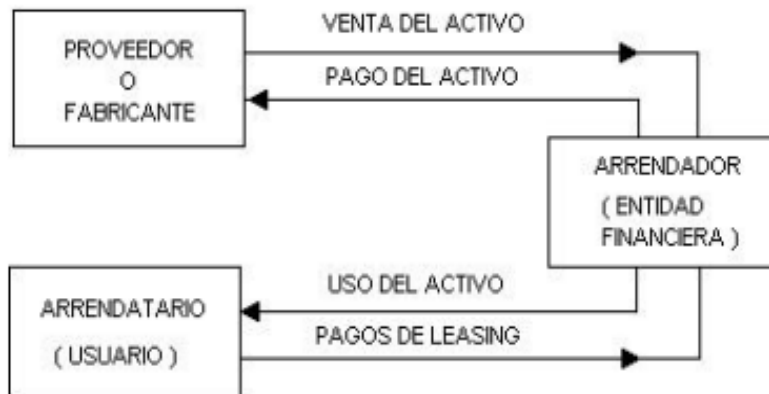 PROVEEDOR
O
FABRICANTE
VENTA DEL ACTIVO
PAGO DEL ACTIVO
ARRENDADOR
( ENTIDAD
FINANCIERA )
ARRENDATARIO
( USUARIO )
USO DEL ACTIVO
PAGOS DE LEASING